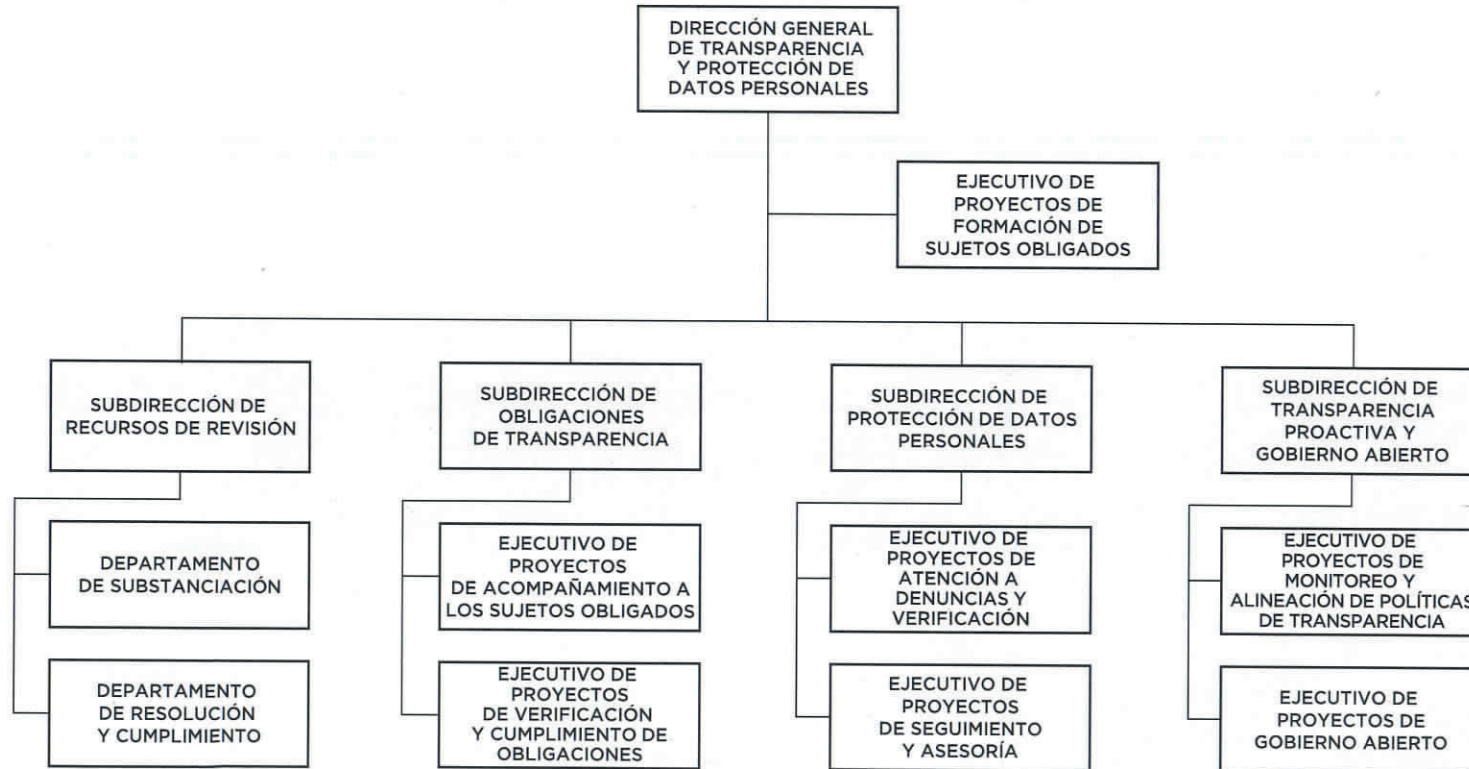 DIRECCIÓN GENERAL
DE TRANSPARENCIA
Y PROTECCIÓN DE
DATOS PERSONALES
EJECUTIVO DE
PROYECTOS DE
FORMACIÓN DE
SUJETOS OBLIGADOS
SUBDIRECCIÓN DE
RECURSOS DE REVISIÓN
SUBDIRECCIÓN DE
OBLIGACIONES
DE TRANSPARENCIA
SUBDIRECCIÓN DE
PROTECCIÓN DE DATOS
PERSONALES
SUBDIRECCIÓN DE
TRANSPARENCIA
PROACTIVA Y
GOBIERNO ABIERTO
DEPARTAMENTO
DE SUBSTANCIACIÓN
EJECUTIVO DE
PROYECTOS
DE ACOMPAÑAMIENTO A
LOS SUJETOS OBLIGADOS
EJECUTIVO DE
PROYECTOS DE
ATENCIÓN A
DENUNCIAS Y
VERIFICACIÓN
EJECUTIVO DE
PROYECTOS DE
MONITOREO Y
ALINEACIÓN DE POLÍTICAS
DE TRANSPARENCIA
DEPARTAMENTO
DE RESOLUCIÓN
Y CUMPLIMIENTO
EJECUTIVO DE
PROYECTOS
DE VERIFICACIÓN
Y CUMPLIMIENTO DE
OBLIGACIONES
EJECUTIVO DE
PROYECTOS
DE SEGUIMIENTO
Y ASESORÍA
EJECUTIVO DE
PROYECTOS DE
GOBIERNO ABIERTO